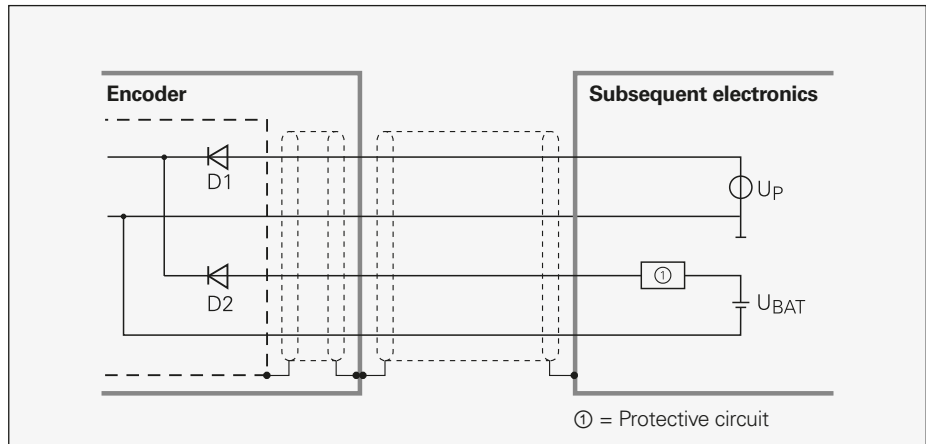 Encoder
Subsequent electronics
D1
UP
D2
①
UBAT
① = Protective circuit